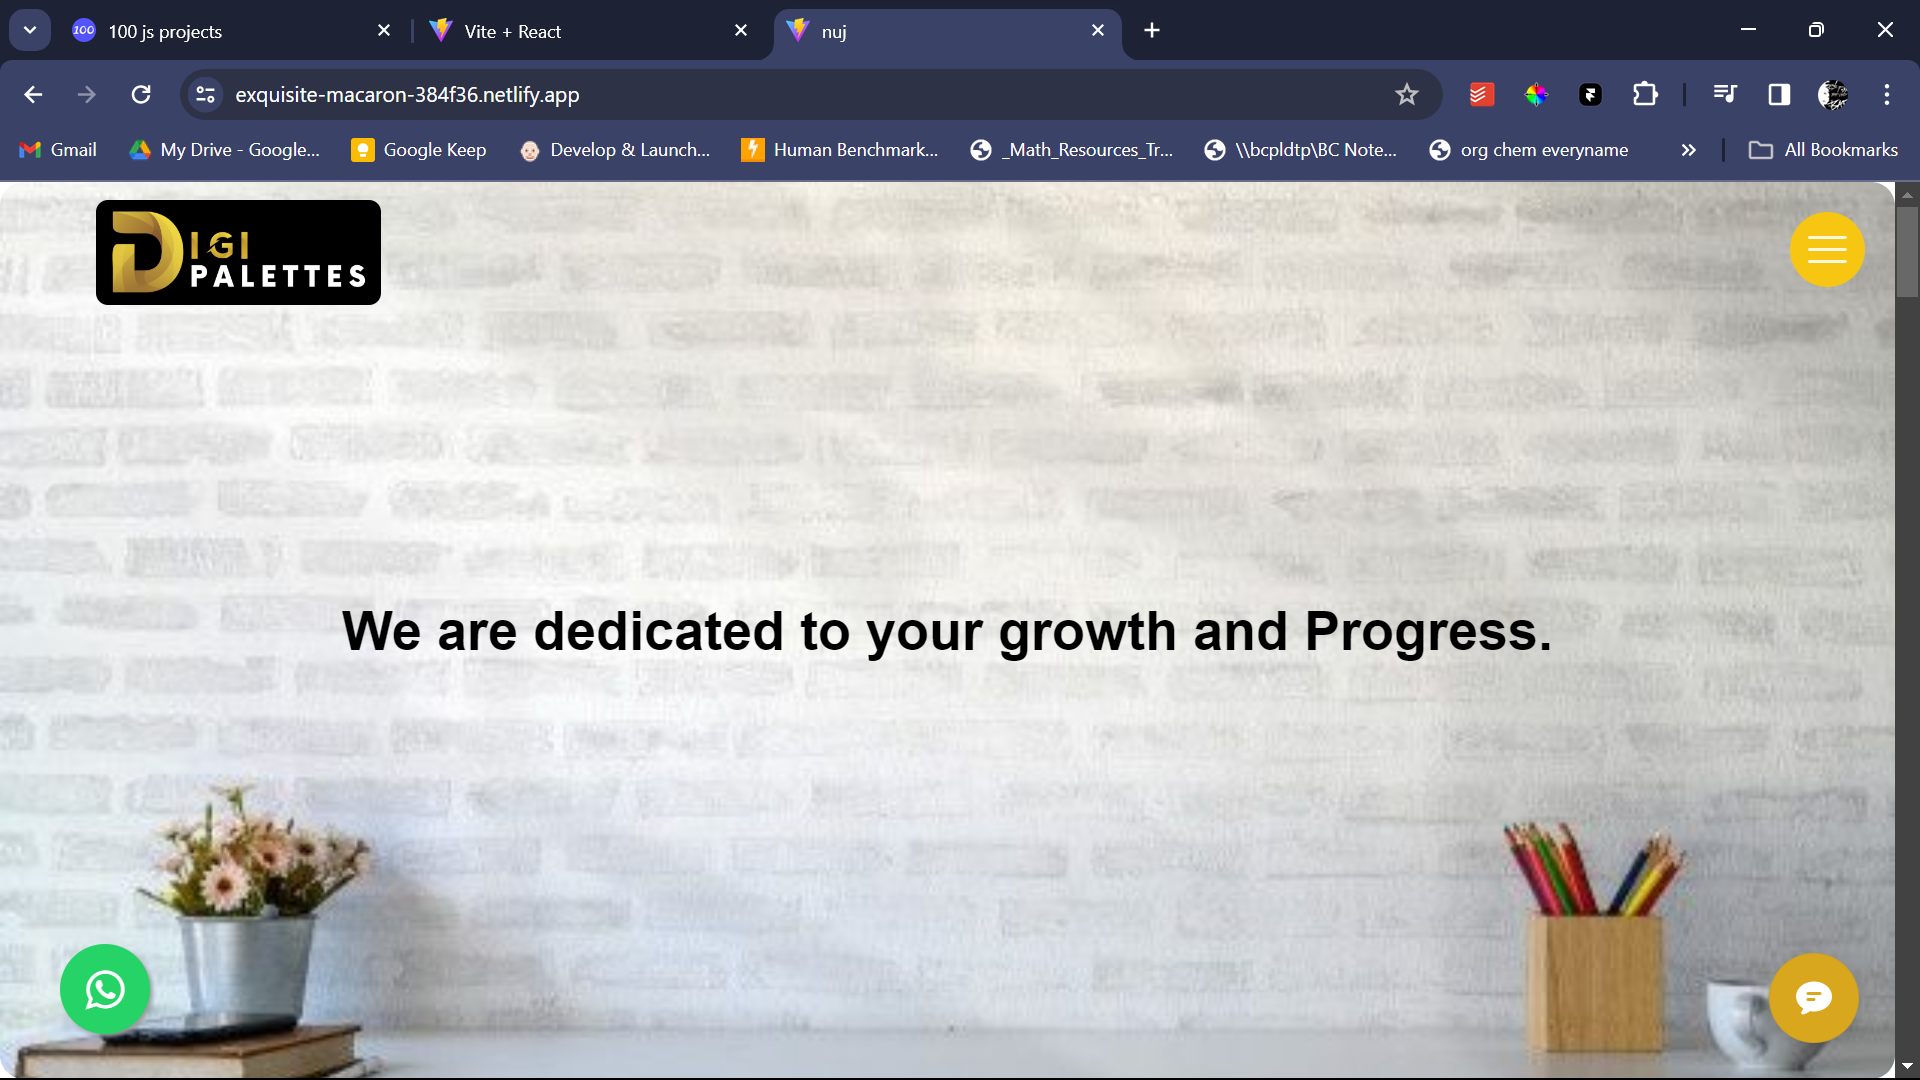 100 js projects
Vite + React
nuj
exquisite-macaron-384f36.netlify.app
Gmail
My Drive - Google...
Google Keep
Develop & Launch...
Human Benchmark...
_Math_Resources_Tr...
\\bcpldtp\BC Note...
org chem everyname
All Bookmarks
DIGI
PALETTES
We are dedicated to your growth and Progress.